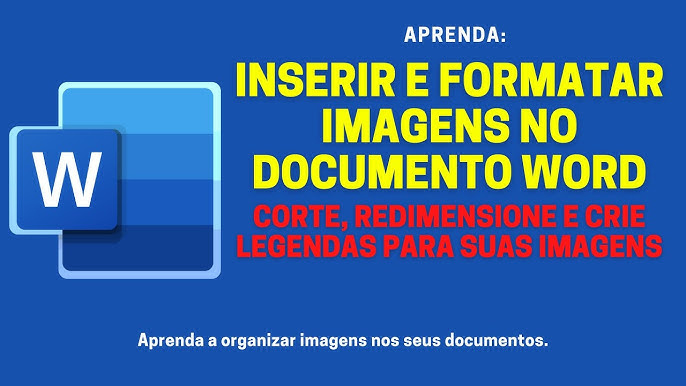 APRENDA:
INSERIR E FORMATAR
IMAGENS NO
DOCUMENTO WORD
CORTE, REDIMENSIONE E CRIE
LEGENDAS PARA SUAS IMAGENS
W
Aprenda a organizar imagens nos seus documentos.